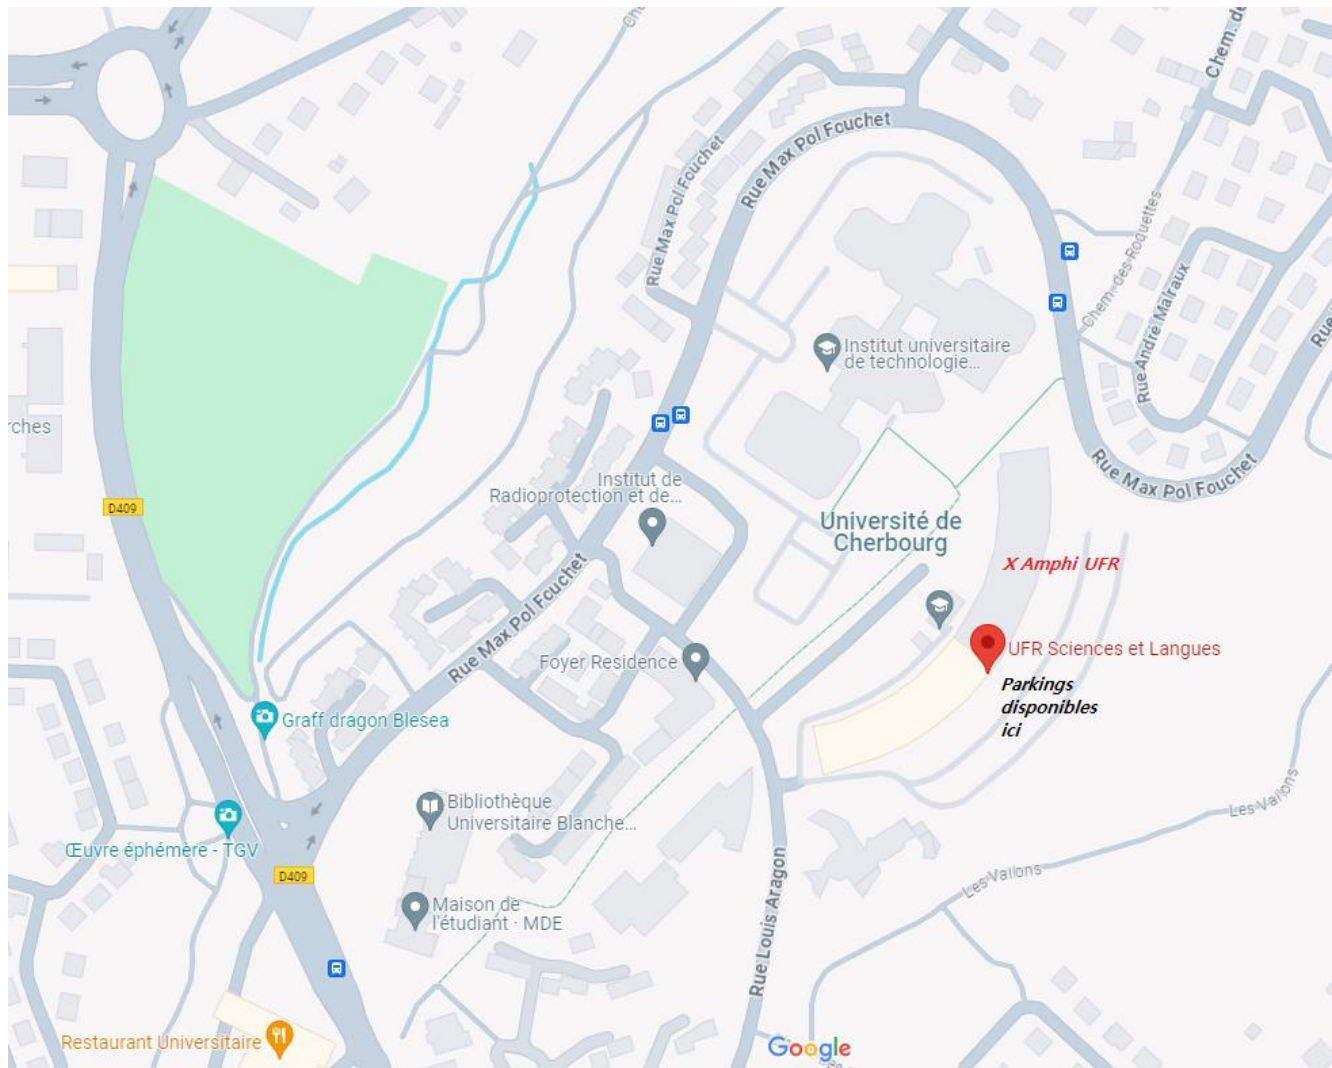 Ch
Chem. de
Rue Max Pol Fouchet
Rue Max Pol Fouchet
Chem. des Roquettes
Rue André Malraux
Rue
Institut universitaire
de technologie...
rches
Institut de
Radioprotection et de...
D409
Rue Max Pol Fouchet
Université de
Cherbourg
X Amphi UFR
Rue Max Pol Fouchet
Foyer Residence
UFR Sciences et Langues
Parkings
disponibles
ici
Graff dragon Blesea
Bibliothèque
Universitaire Blanche...
Œuvre éphémère - TGV
D409
Maison de
l'étudiant · MDE
Rue Louis Aragon
Les Vallons
Les Vallons
Restaurant Universitaire
Google